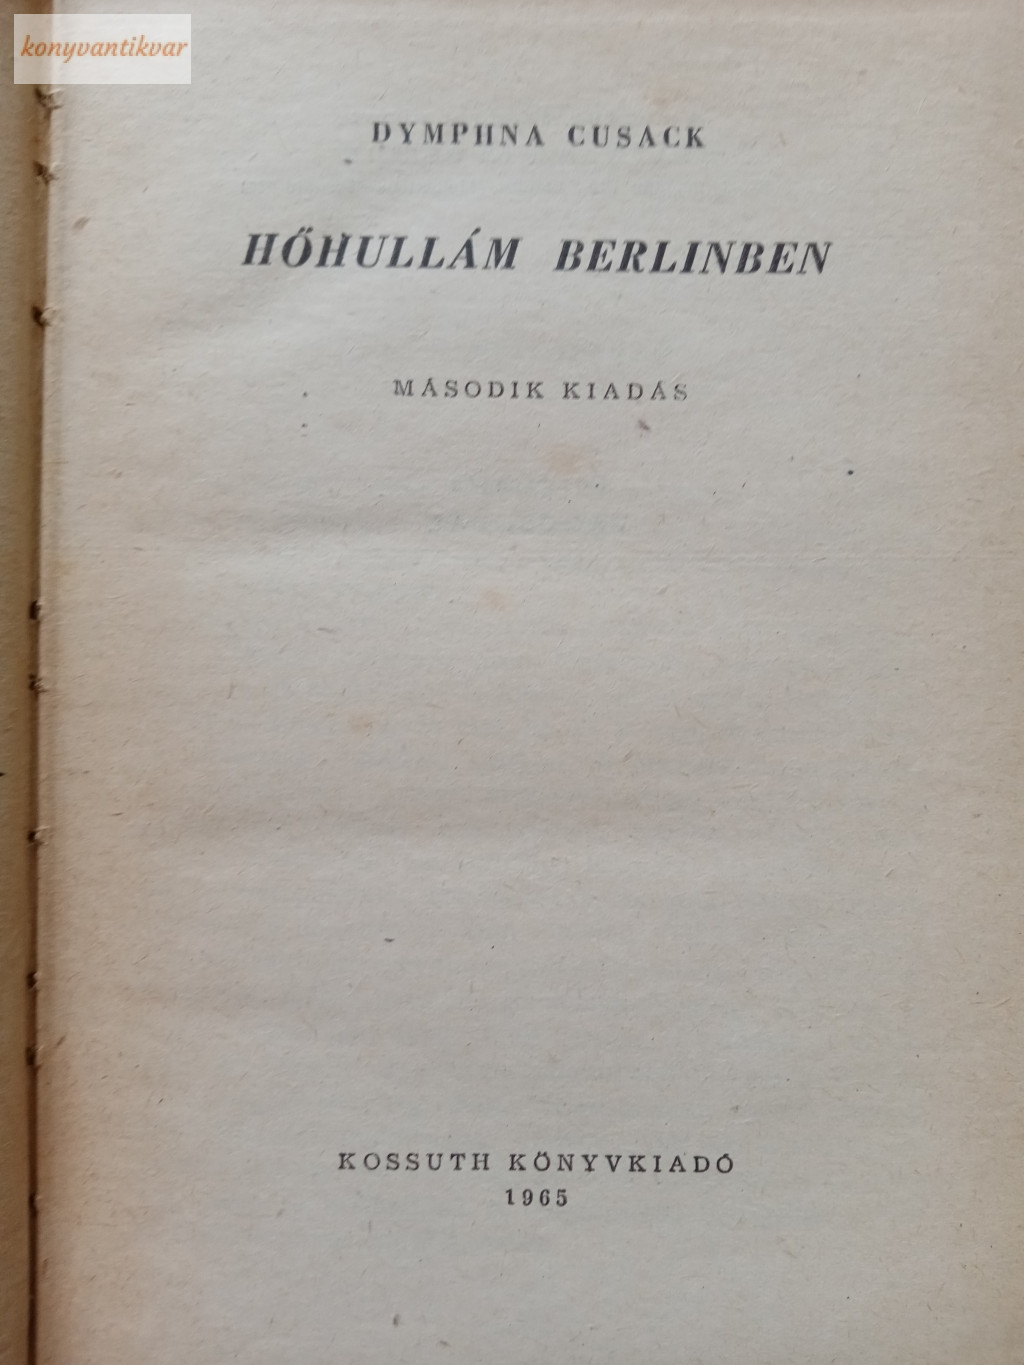 konyvantikvar
DYMPHNA CUSACK
HŐHULLÁM BERLINBEN
MÁSODIK KIADÁS
KOSSUTH KÖNYVKIADÓ
1965